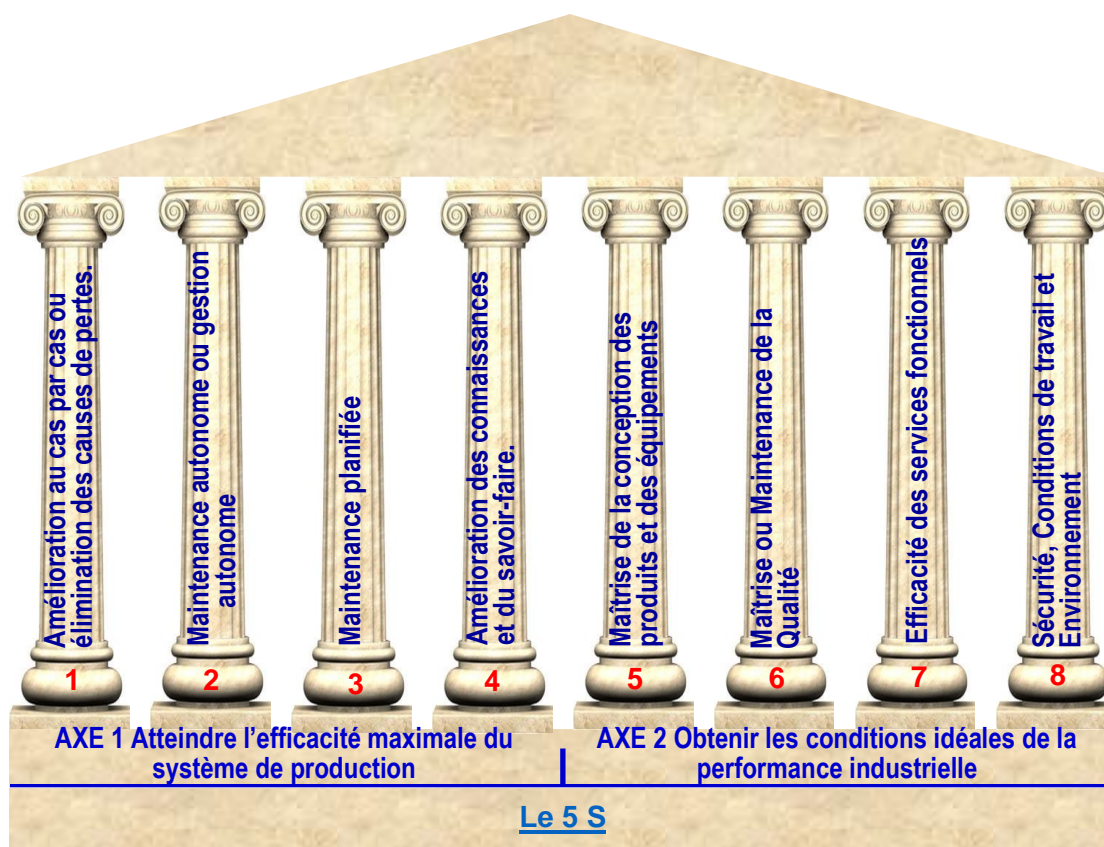 Amélioration au cas par cas ou
élimination des causes de pertes.
1
Maintenance autonome ou gestion
autonome
2
Maintenance planifiée
3
Amélioration des connaissances
et du savoir-faire.
4
Maîtrise de la conception des
produits et des équipements
5
Maîtrise ou Maintenance de la
Qualité
6
Efficacité des services fonctionnels
7
Sécurité, Conditions de travail et
Environnement
8
AXE 1 Atteindre l’efficacité maximale du
système de production
AXE 2 Obtenir les conditions idéales de la
performance industrielle
Le 5 S